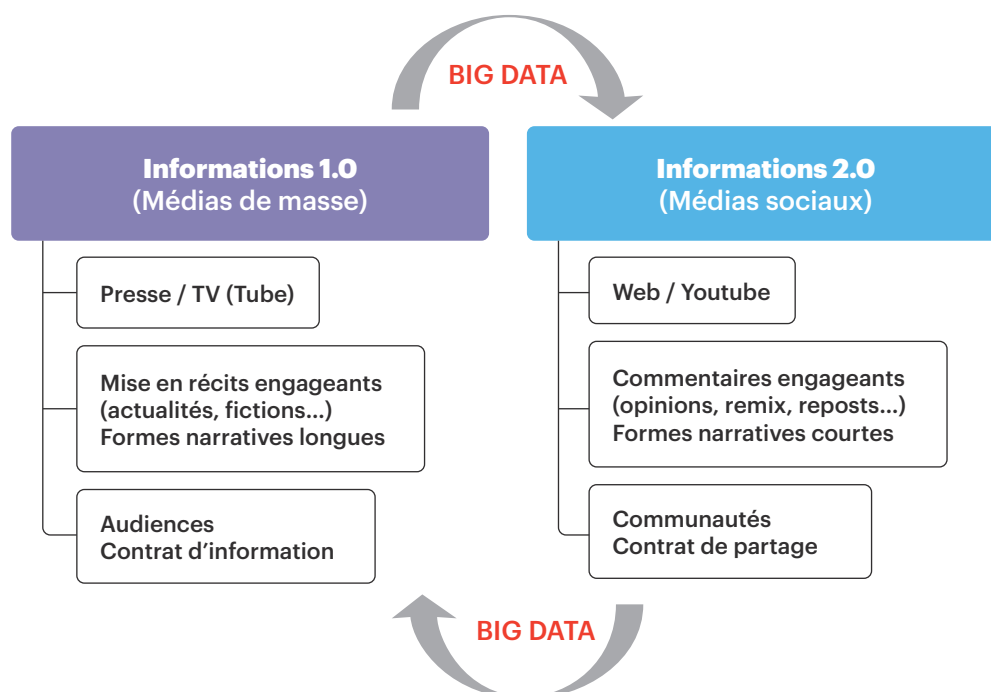 BIG DATA
Informations 1.0
(Médias de masse)
Presse / TV (Tube)
Mise en récits engageants
(actualités, fictions...)
Formes narratives longues
Audiences
Contrat d’information
Informations 2.0
(Médias sociaux)
Web / Youtube
Commentaires engageants
(opinions, remix, reposts...)
Formes narratives courtes
Communautés
Contrat de partage
BIG DATA